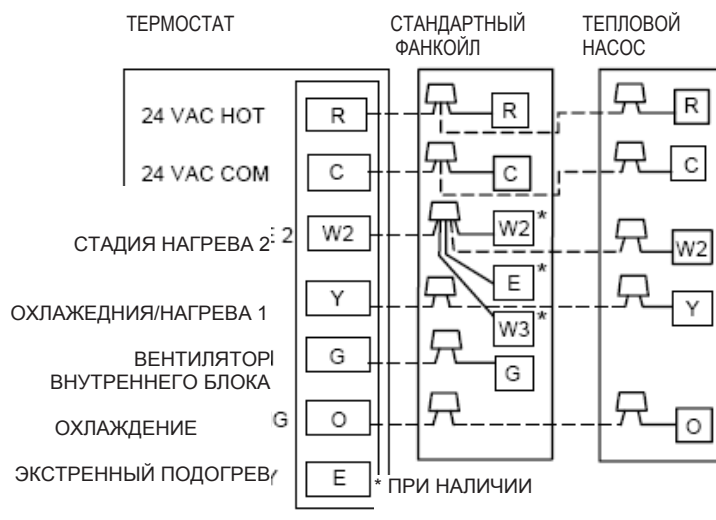 ТЕРМОСТАТ
СТАНДАРТНЫЙ
ФАНКОЙЛ
ТЕПЛОВОЙ
НАСОС
24 VAC HOT
R
R
R
24 VAC COM
C
C
C
СТАДИЯ НАГРЕВА 2
2
W2
W2*
W2
E*
ОХЛАЖЕДНИЯ/НАГРЕВА 1
Y
W3*
Y
ВЕНТИЛЯТОР
ВНУТРЕННЕГО БЛОКА
G
G
ОХЛАЖДЕНИЕ
G
O
O
ЭКСТРЕННЫЙ ПОДОГРЕВ
E
* ПРИ НАЛИЧИИ